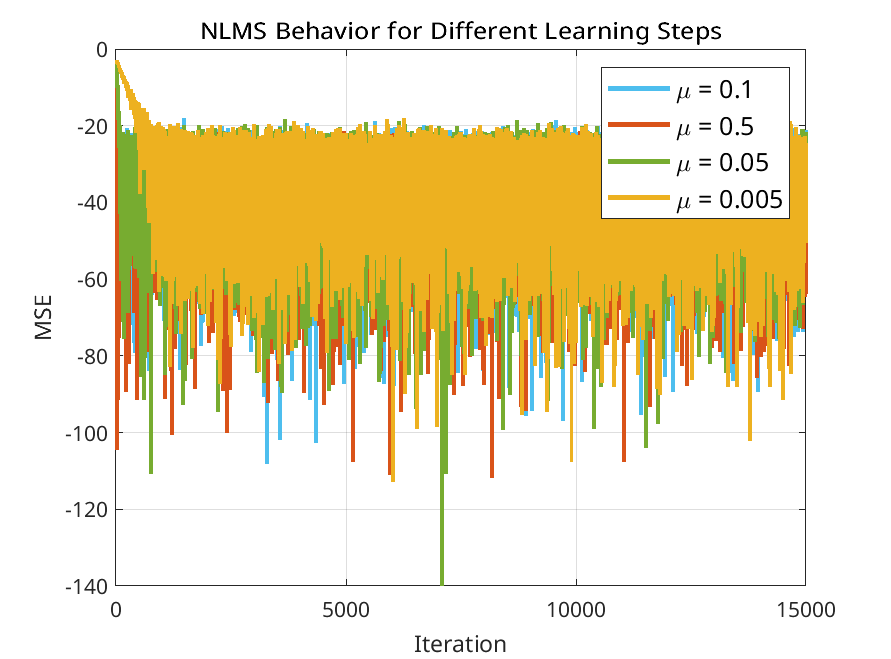 NLMS Behavior for Different Learning Steps
0
-20
-40
-60
-80
-100
-120
-140
MSE
μ = 0.1
μ = 0.5
μ = 0.05
μ = 0.005
0 5000 10000 15000
Iteration